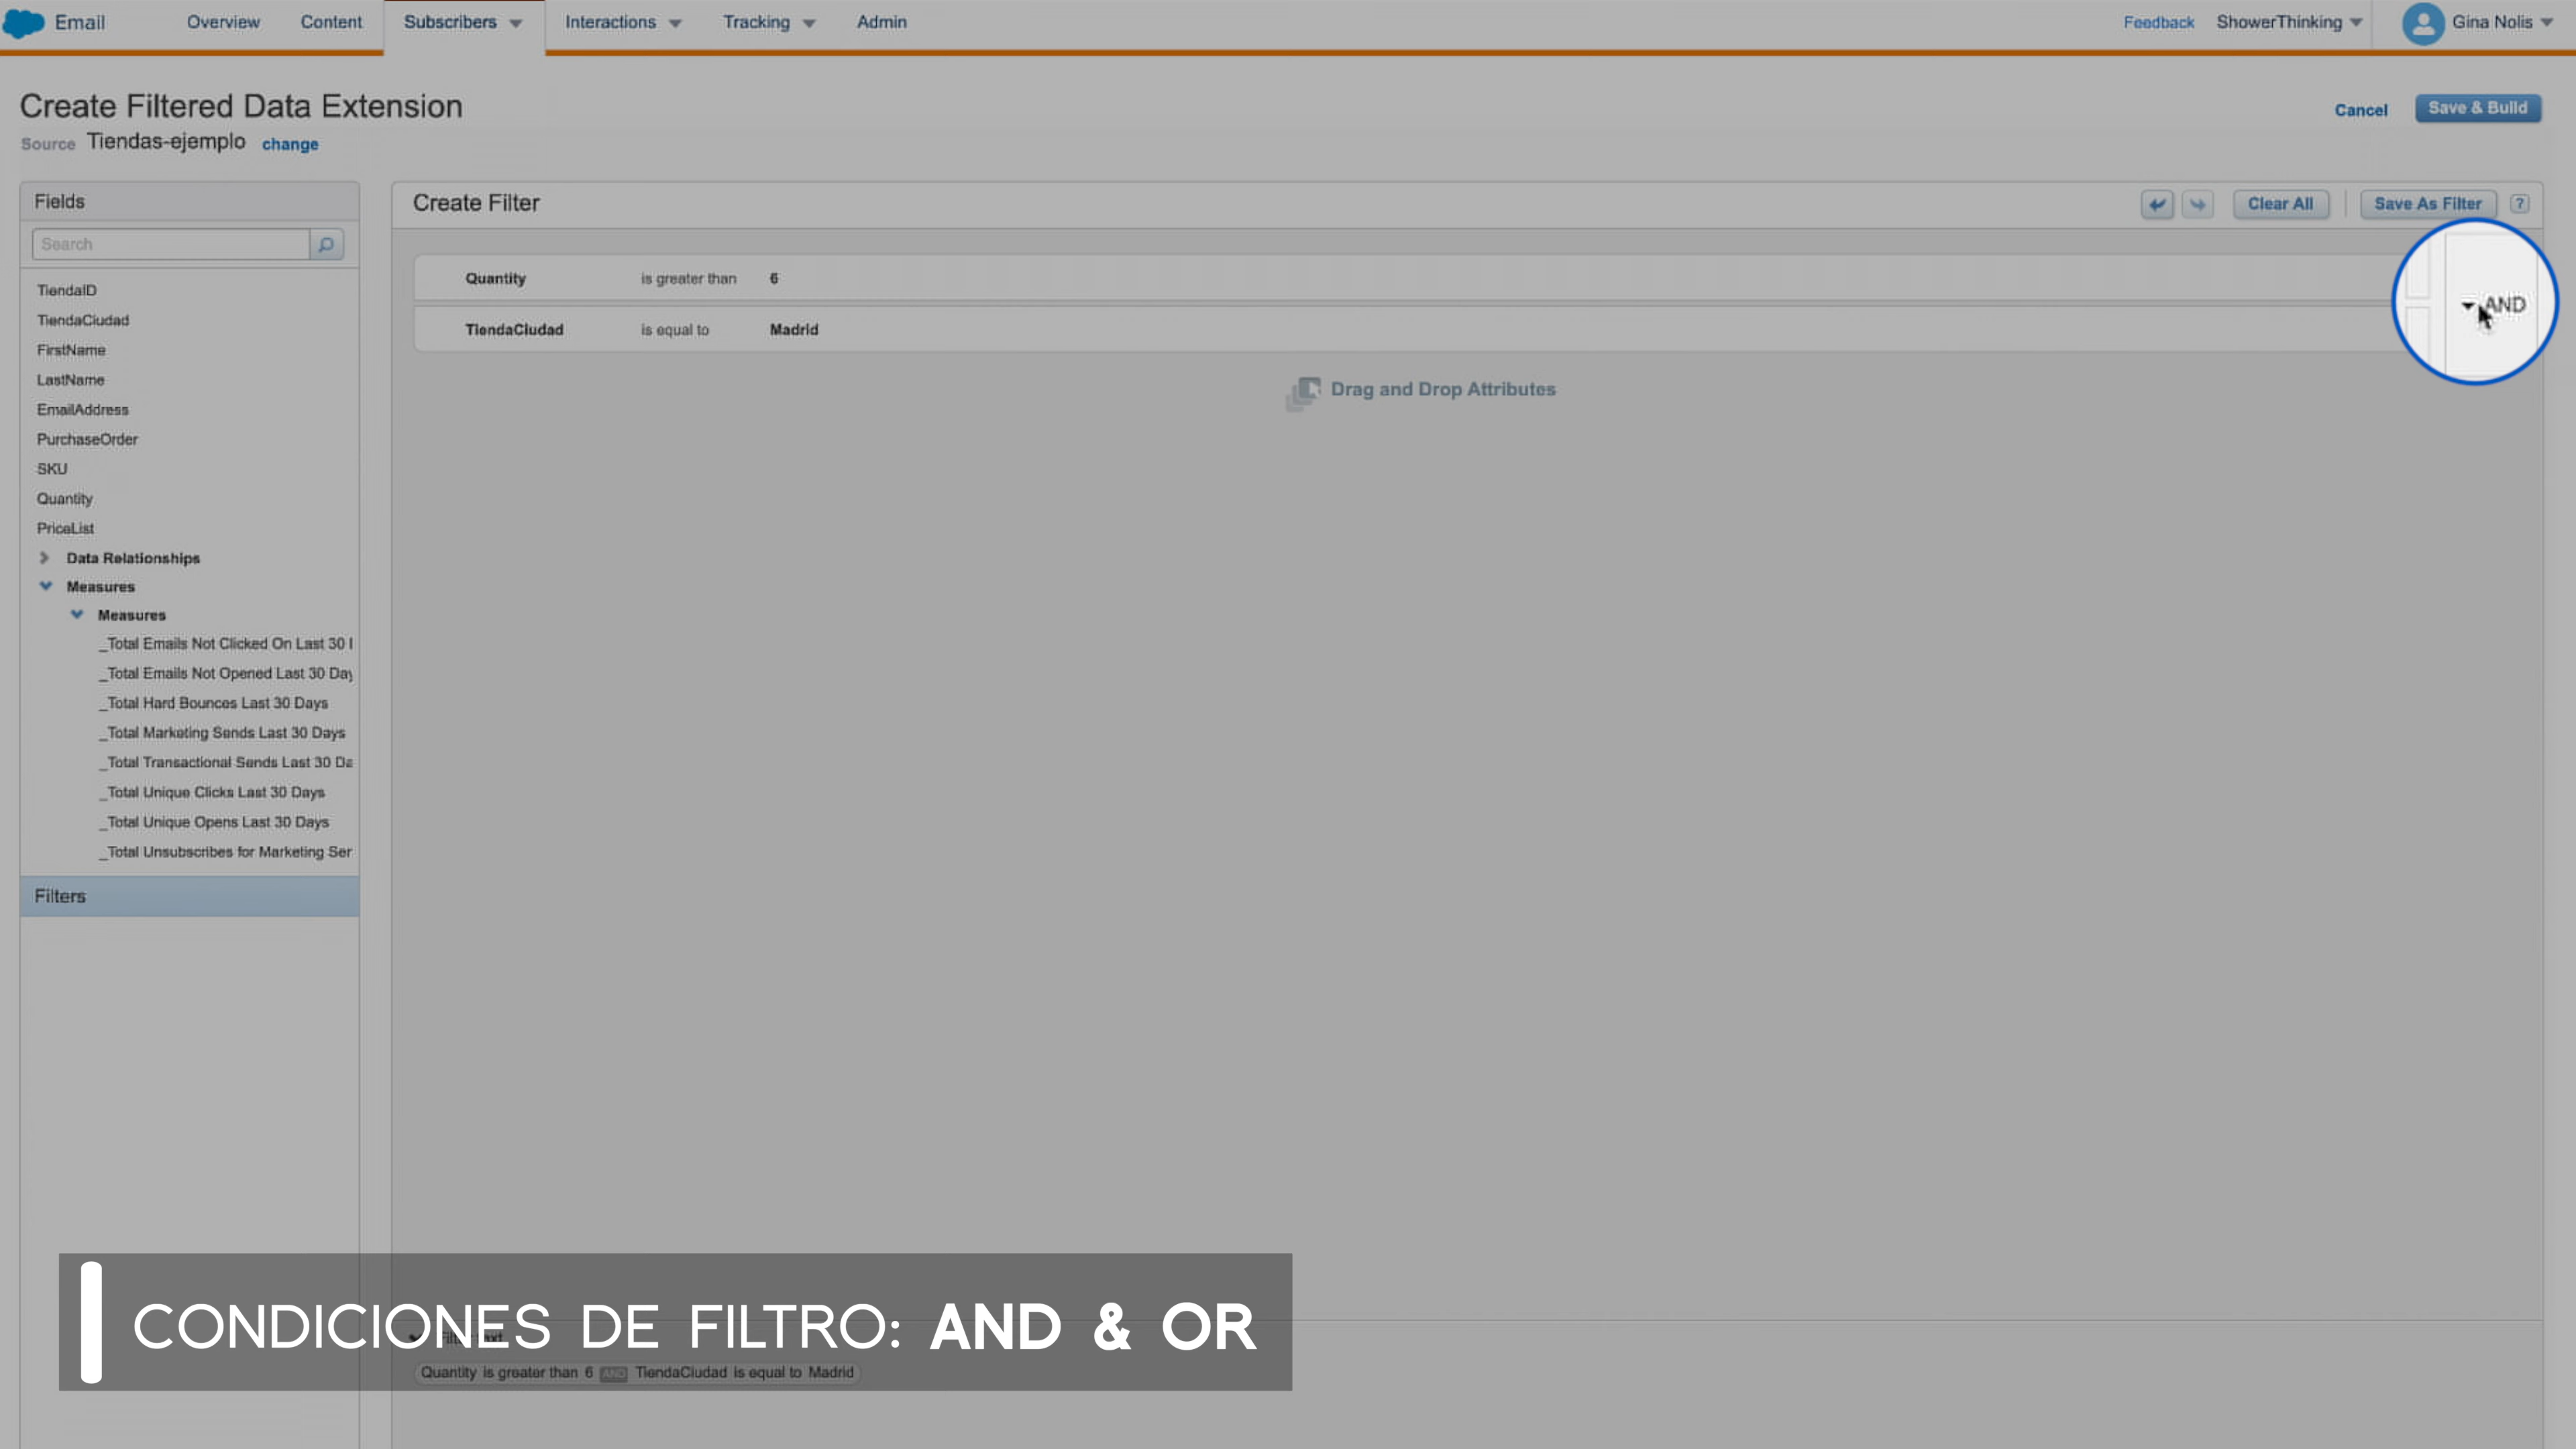 Email
Overview
Content
Subscribers
Interactions
Tracking
Admin
Feedback
ShowerThinking
Gina Nolis
Create Filtered Data Extension
Source Tiendas-ejemplo change
Cancel
Save & Build
Fields
Search
TiendaID
TiendaCiudad
FirstName
LastName
EmailAddress
PurchaseOrder
SKU
Quantity
PriceList
Data Relationships
Measures
Measures
_Total Emails Not Clicked On Last 30
_Total Emails Not Opened Last 30 Day
_Total Hard Bounces Last 30 Days
_Total Marketing Sends Last 30 Days
_Total Transactional Sends Last 30 Da
_Total Unique Clicks Last 30 Days
_Total Unique Opens Last 30 Days
_Total Unsubscribes for Marketing Ser
Filters
Create Filter
Clear All
Save As Filter
?
Quantity is greater than 6
TiendaCiudad is equal to Madrid
AND
Drag and Drop Attributes
CONDICIONES DE FILTRO: AND & OR
Quantity is greater than 6 AND TiendaCiudad is equal to Madrid